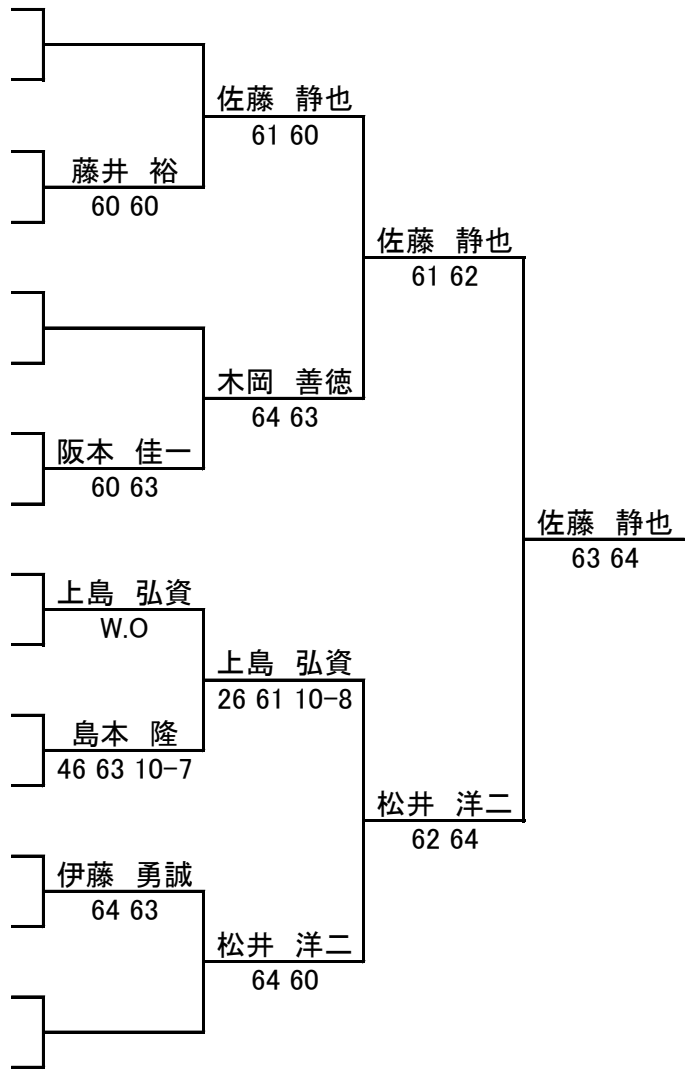 佐藤 静也
61 60
藤井 裕
60 60
佐藤 静也
61 62
木岡 善徳
64 63
阪本 佳一
60 63
佐藤 静也
63 64
上島 弘資
W.O
上島 弘資
26 61 10-8
島本 隆
46 63 10-7
松井 洋二
62 64
伊藤 勇誠
64 63
松井 洋二
64 60